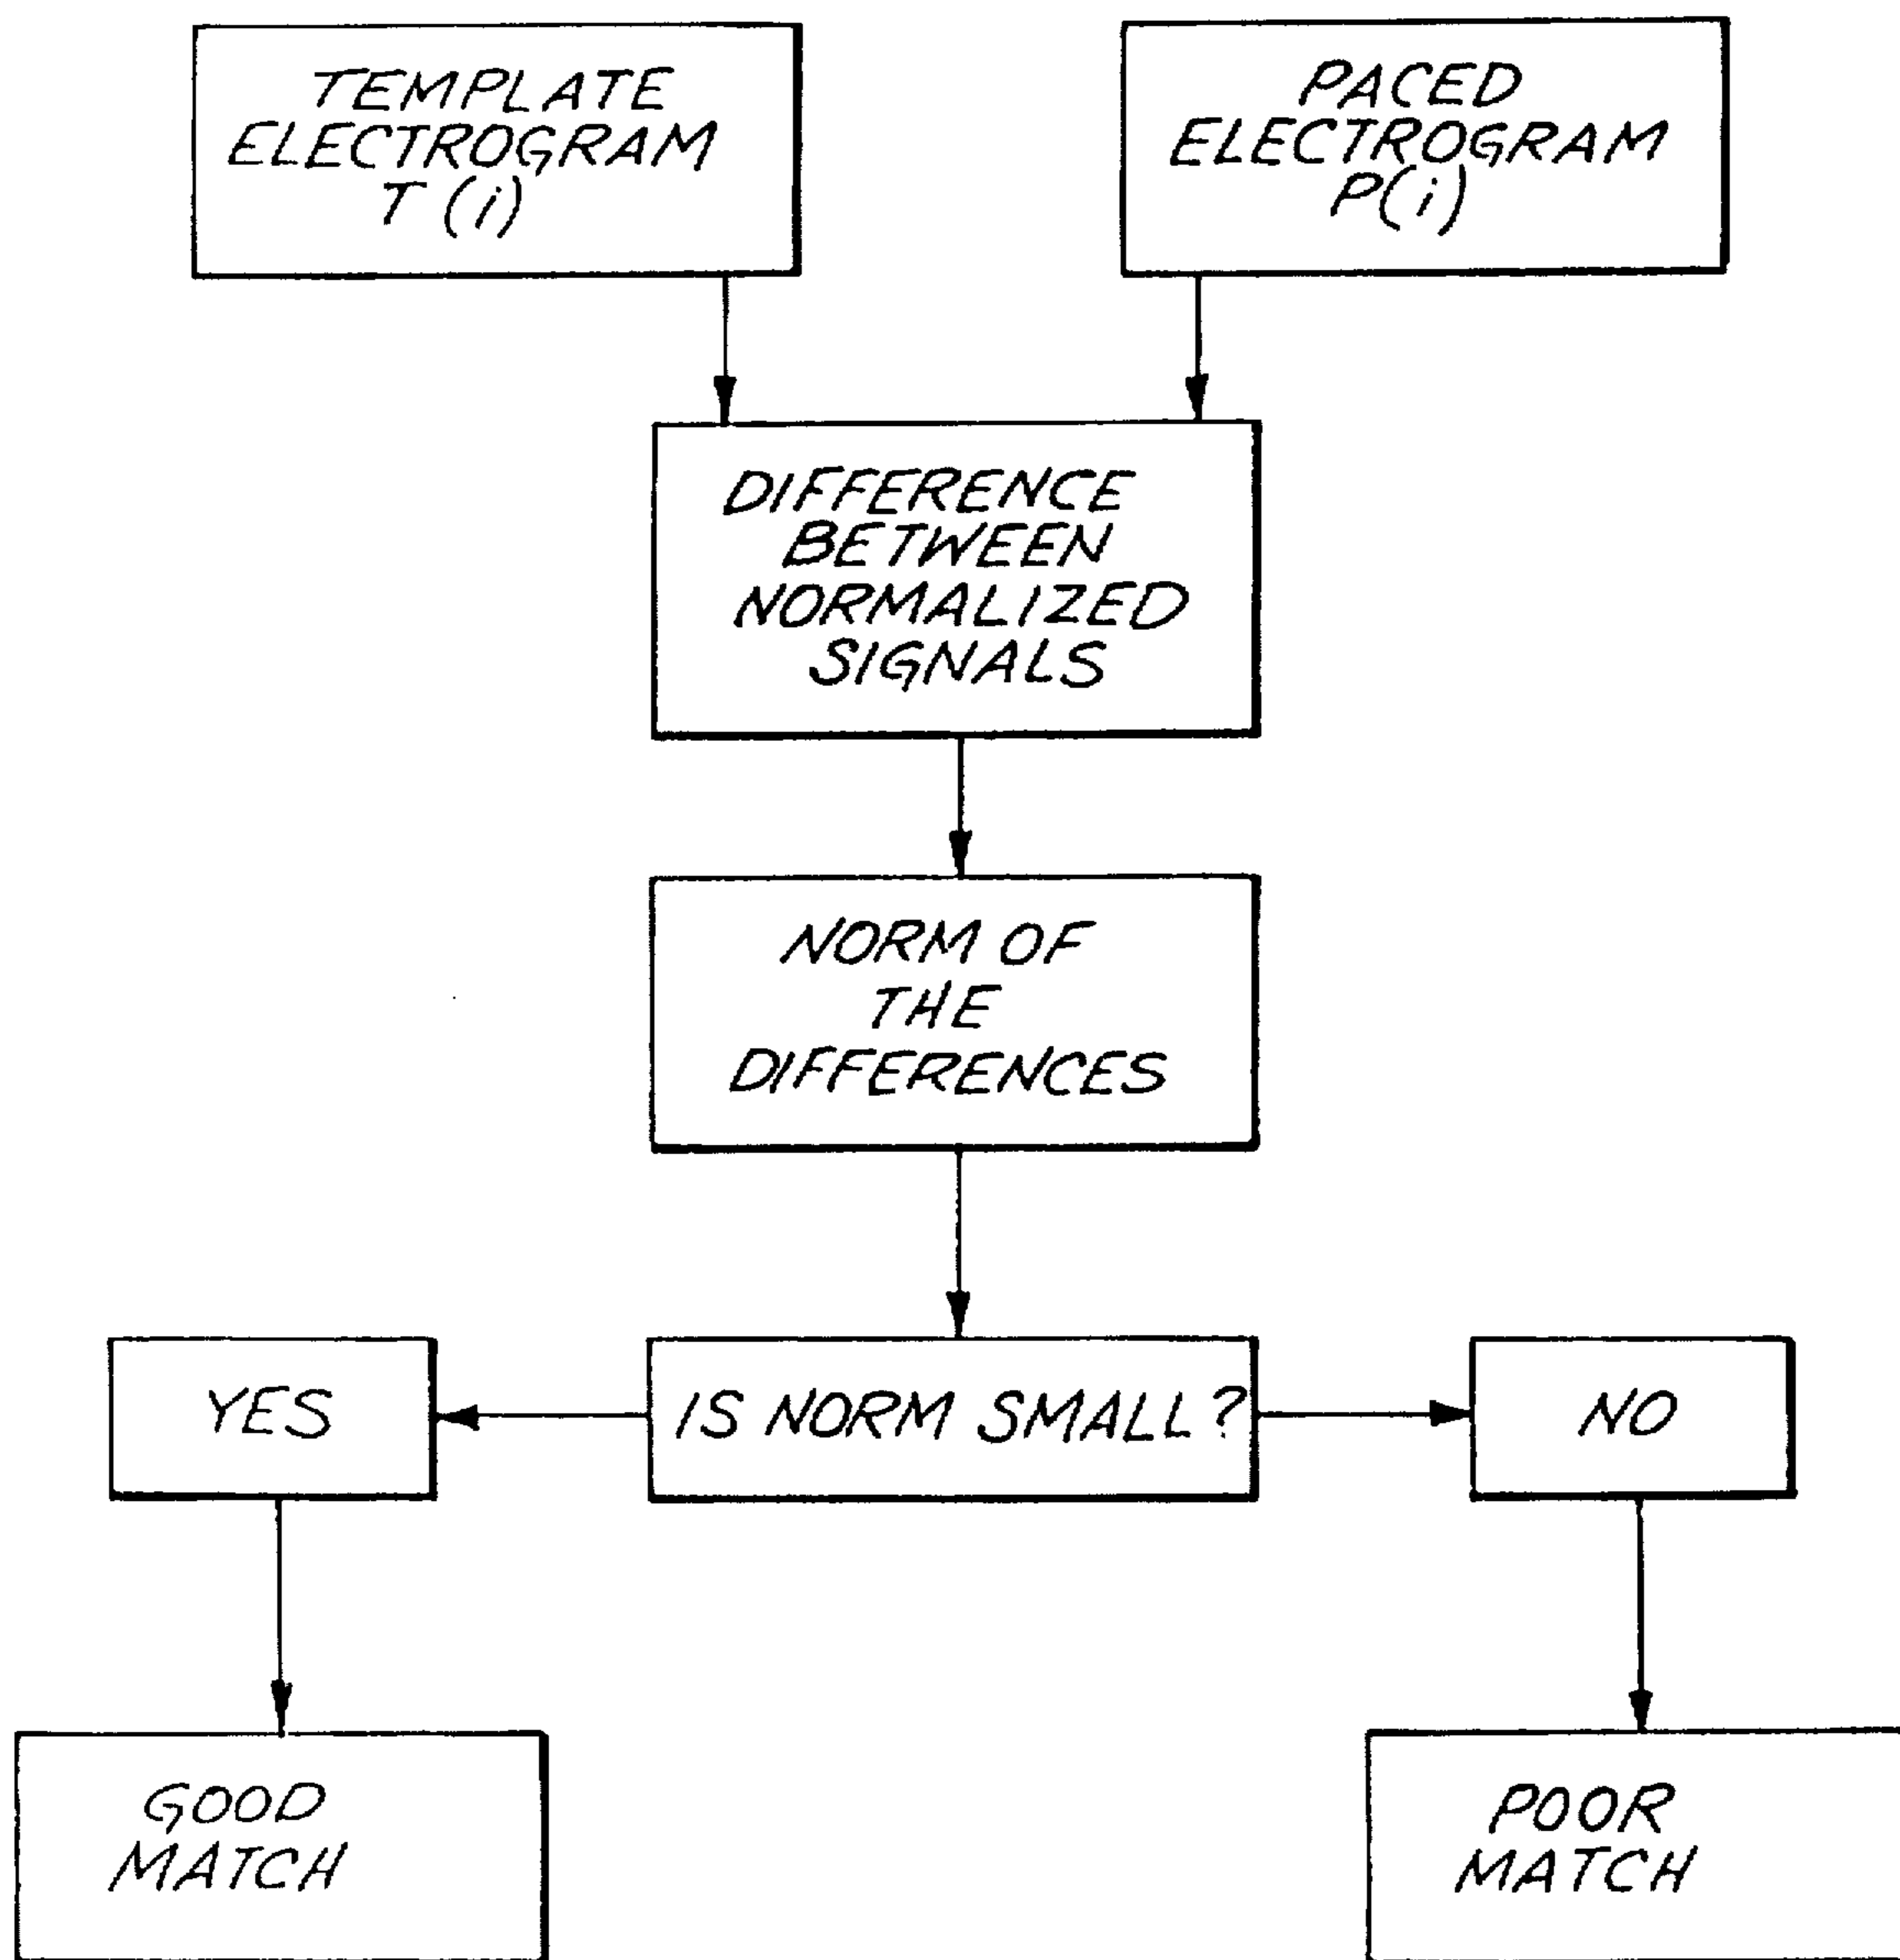 TEMPLATE
ELECTROGRAM
T (i)
PACED
ELECTROGRAM
P(i)
DIFFERENCE
BETWEEN
NORMALIZED
SIGNALS
NORM OF
THE
DIFFERENCES
YES
IS NORM SMALL?
NO
GOOD
MATCH
POOR
MATCH